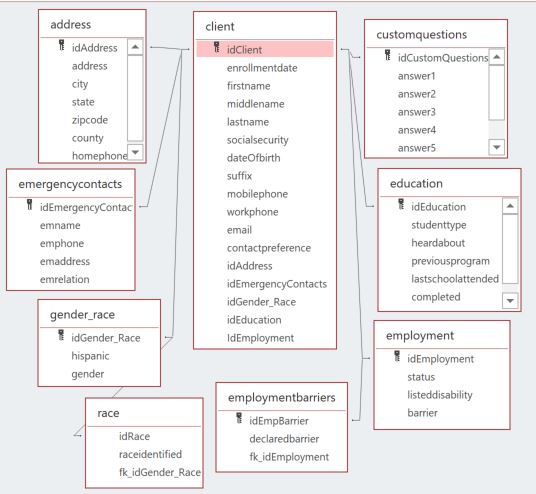 address
idAddress
address
city
state
zipcode
county
homephone
client
idClient
enrollmentdate
firstname
middlename
lastname
socialsecurity
dateOfbirth
suffix
mobilephone
workphone
email
contactpreference
idAddress
idEmergencyContacts
idGender_Race
idEducation
IdEmployment
customquestions
idCustomQuestions
answer1
answer2
answer3
answer4
answer5
emergencycontacts
idEmergencyContac
emname
emphone
emaddress
emrelation
education
idEducation
studenttype
heardabout
previousprogram
lastschoolattended
completed
gender_race
idGender_Race
hispanic
gender
employment
idEmployment
status
listeddisability
barrier
race
idRace
raceidentified
fk_idGender_Race
employmentbarriers
idEmpBarrier
declaredbarrier
fk_idEmployment